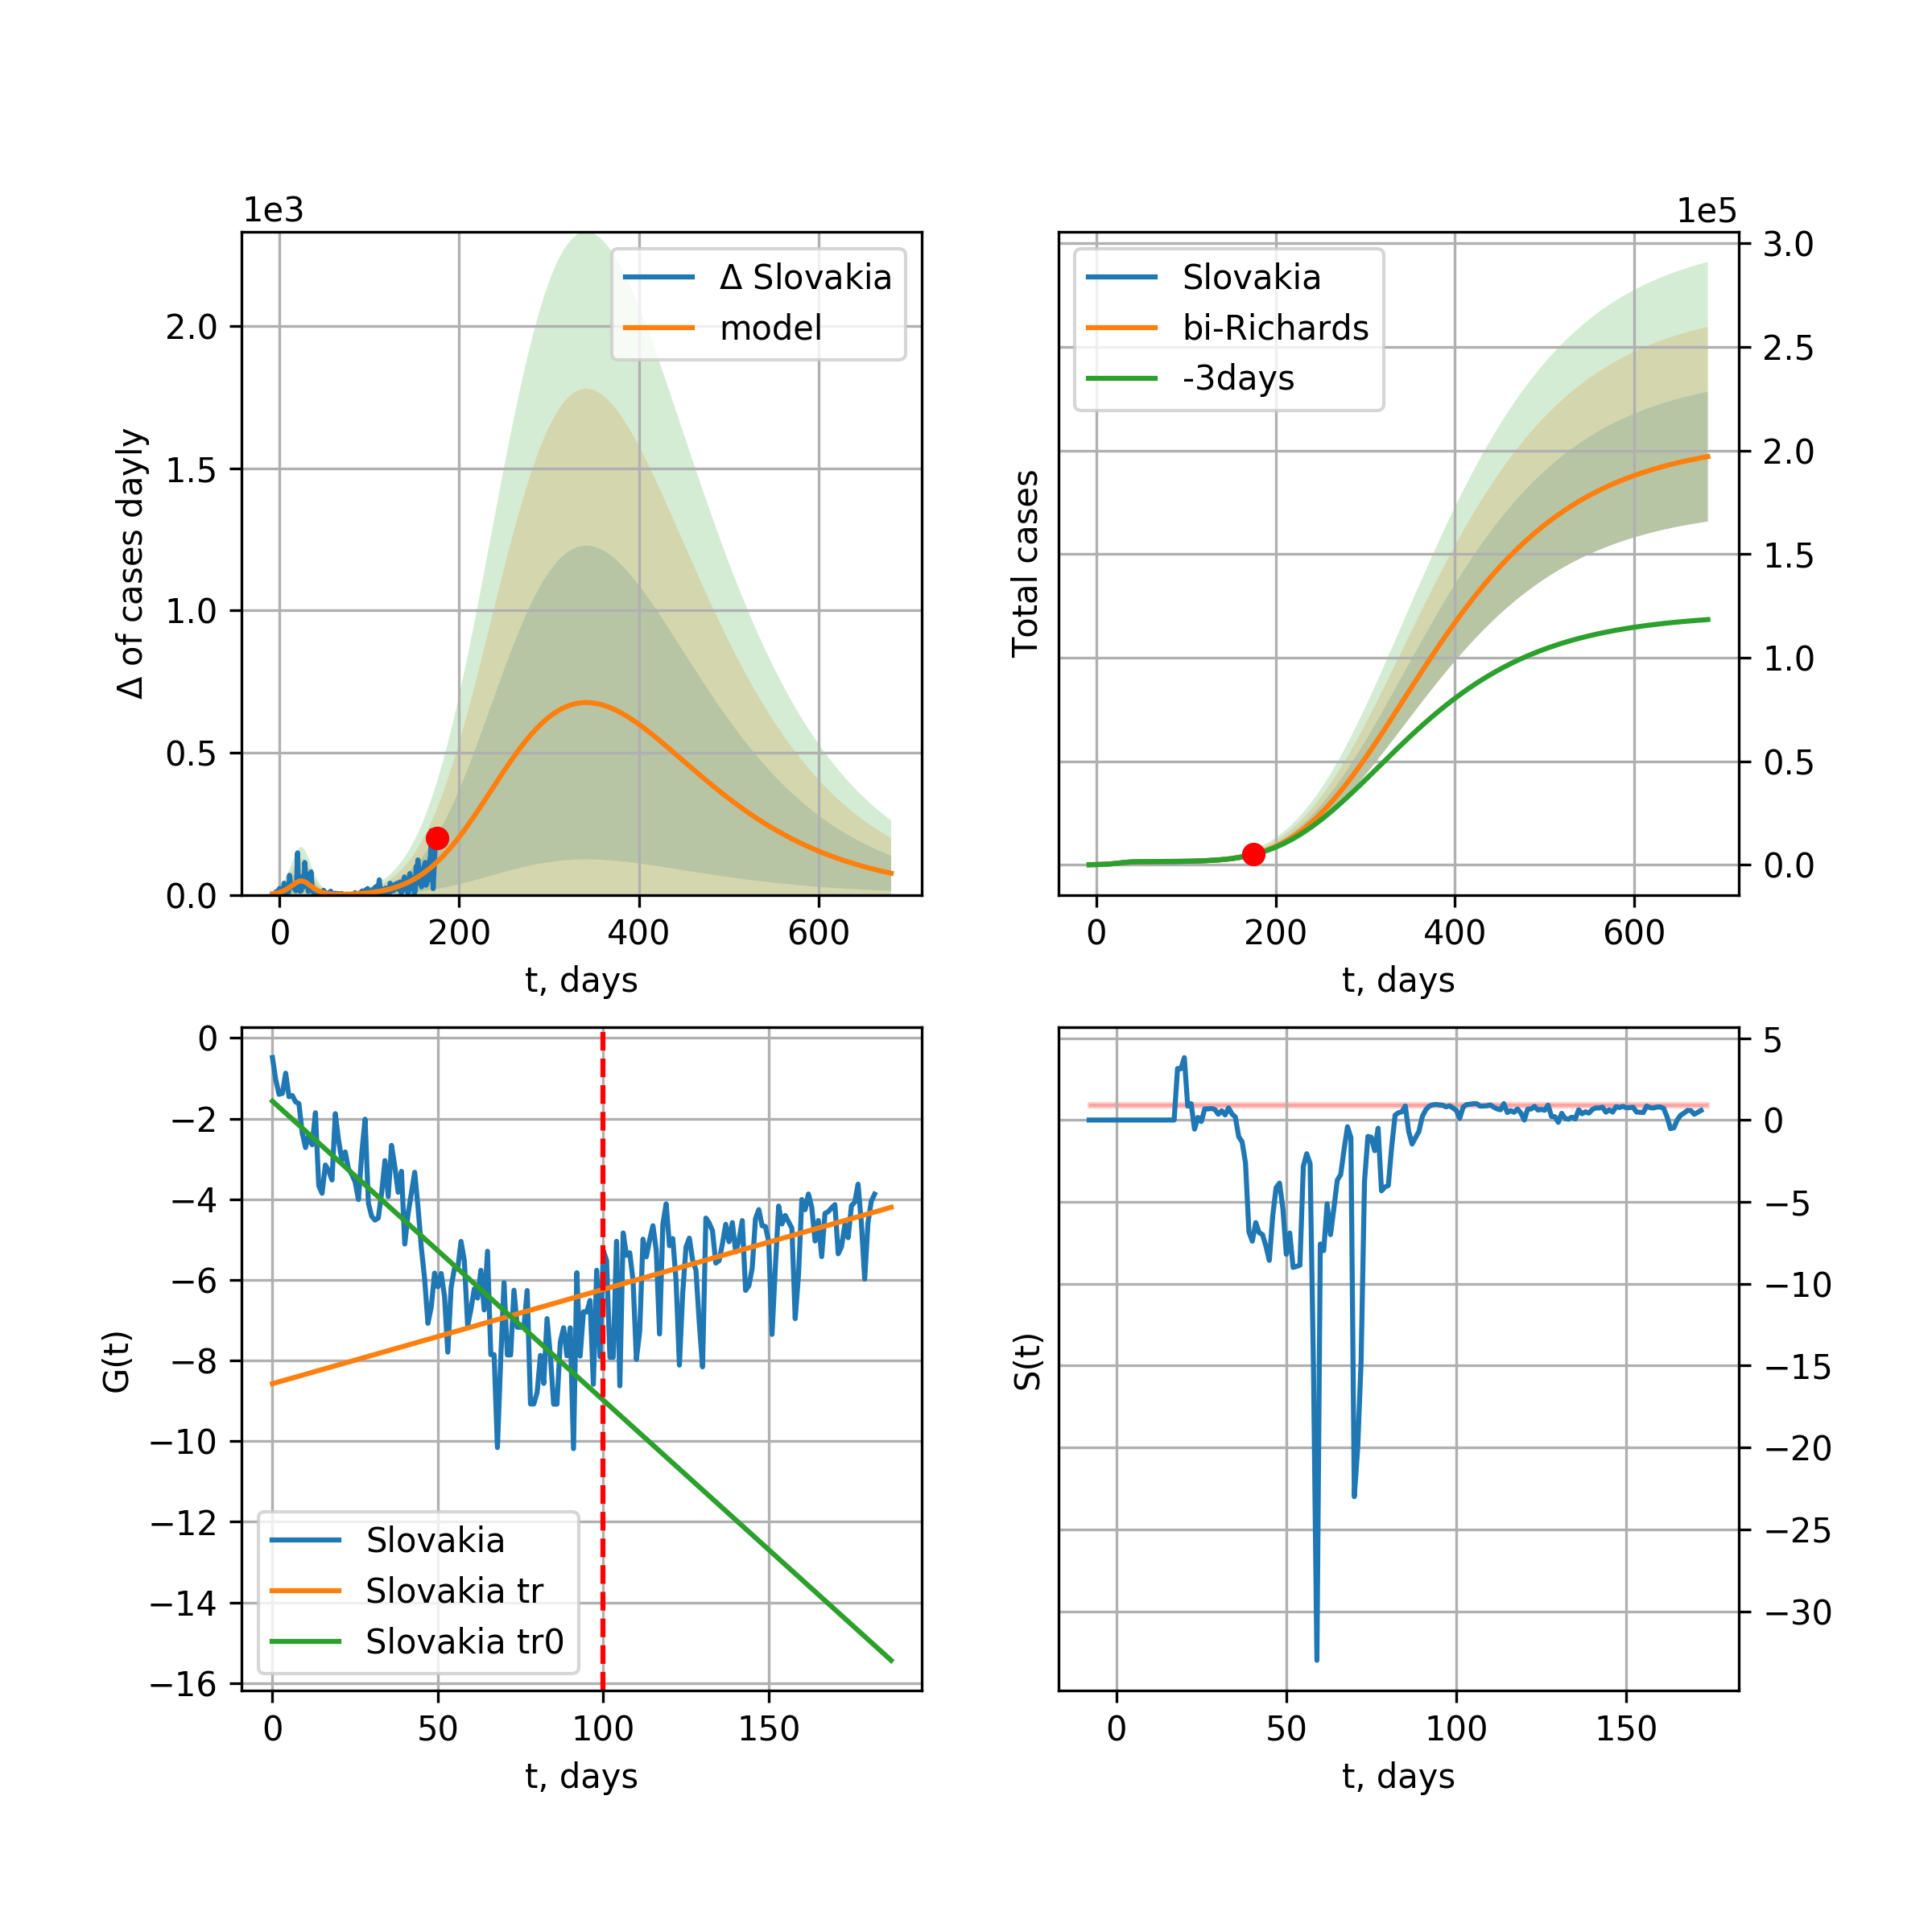 1e3
Δ of cases dayly
2.0
1.5
1.0
0.5
0.0
Δ Slovakia
model
0 200 400 600
t, days
1e5
Total cases
Slovakia
bi-Richards
-3days
3.0
2.5
2.0
1.5
1.0
0.5
0.0
0 200 400 600
t, days
G(t)
0
−2
−4
−6
−8
−10
−12
−14
−16
Slovakia
Slovakia tr
Slovakia tr0
0 50 100 150
t, days
S(t)
5
0
−5
−10
−15
−20
−25
−30
0 50 100 150
t, days